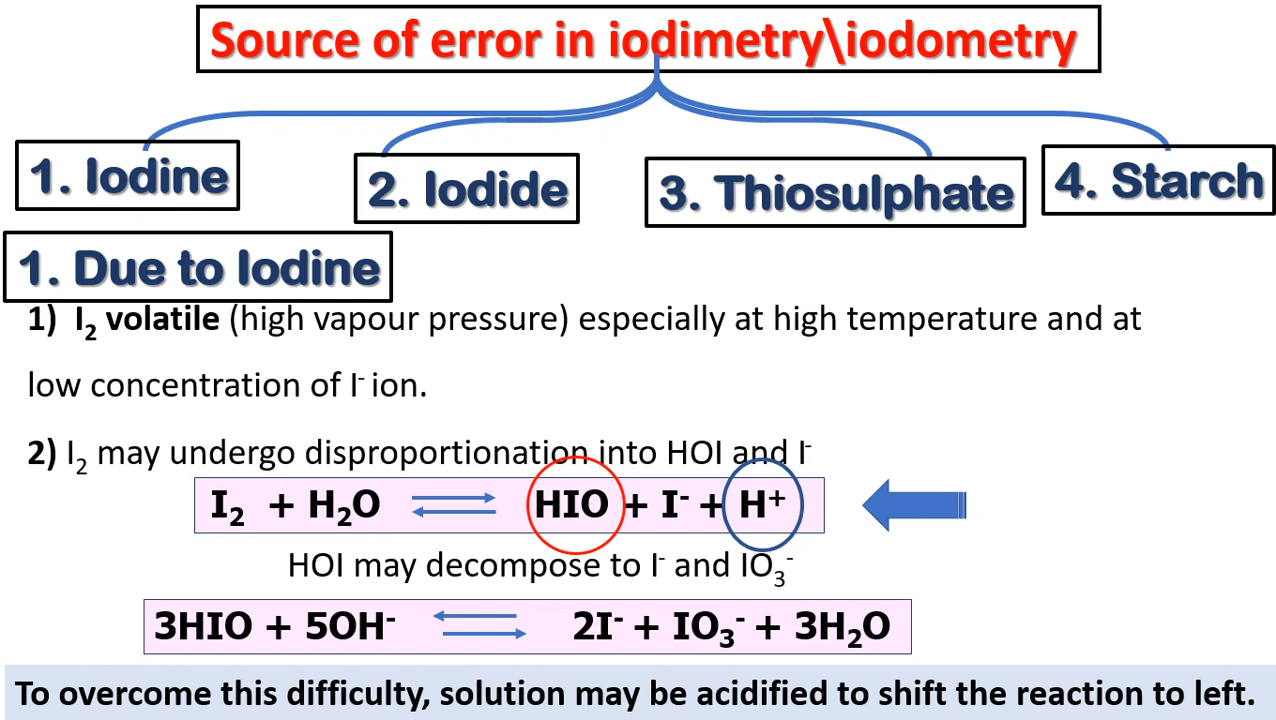 Source of error in iodimetry\iodometry
1. Iodine
2. Iodide
3. Thiosulphate
4. Starch
1. Due to Iodine
1) I₂ volatile (high vapour pressure) especially at high temperature and at
low concentration of I⁻ ion.
2) I₂ may undergo disproportionation into HOI and I⁻
I₂ + H₂O ⇌ HIO + I⁻ + H⁺
HOI may decompose to I⁻ and IO₃⁻
3HIO + 5OH⁻ ⇌ 2I⁻ + IO₃⁻ + 3H₂O
To overcome this difficulty, solution may be acidified to shift the reaction to left.